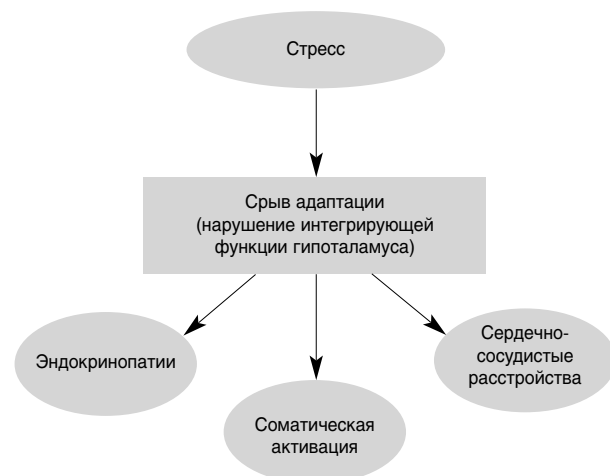 Стресс
Срыв адаптации
(нарушение интегрирующей
функции гипоталамуса)
Эндокринопатии
Соматическая
активация
Сердечно-
сосудистые
расстройства